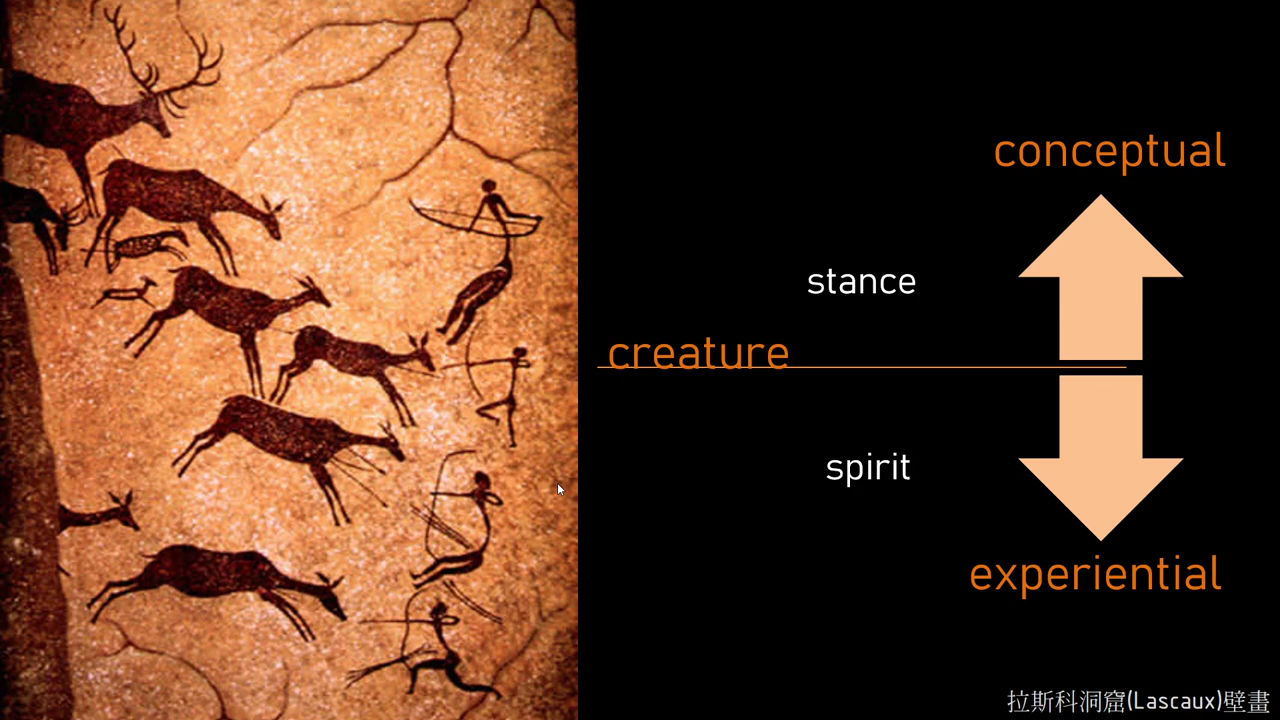 conceptual
stance
creature
spirit
experiential
拉斯科洞窟(Lascaux)壁畫